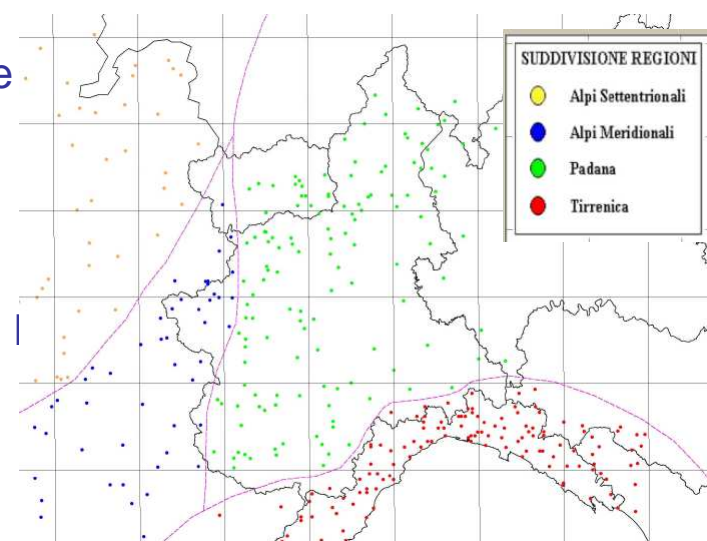 e
SUDDIVISIONE REGIONI
Alpi Settentrionali
Alpi Meridionali
Padana
Tirrenica